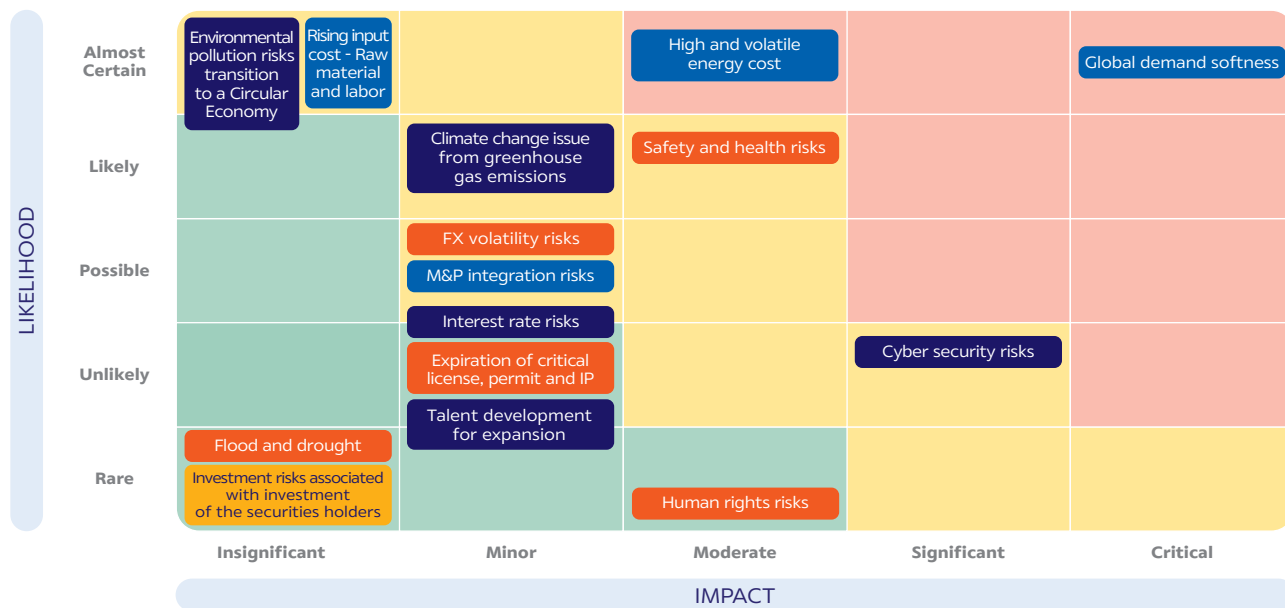 LIKELIHOOD
Almost
Certain
Environmental
pollution risks
transition
to a Circular
Economy
Rising input
cost - Raw
material
and labor
High and volatile
energy cost
Global demand softness
Likely
Climate change issue
from greenhouse
gas emissions
Safety and health risks
Possible
FX volatility risks
M&P integration risks
Interest rate risks
Unlikely
Expiration of critical
license, permit and IP
Talent development
for expansion
Cyber security risks
Rare
Flood and drought
Investment risks associated
with investment
of the securities holders
Human rights risks
Insignificant
Minor
Moderate
Significant
Critical
IMPACT